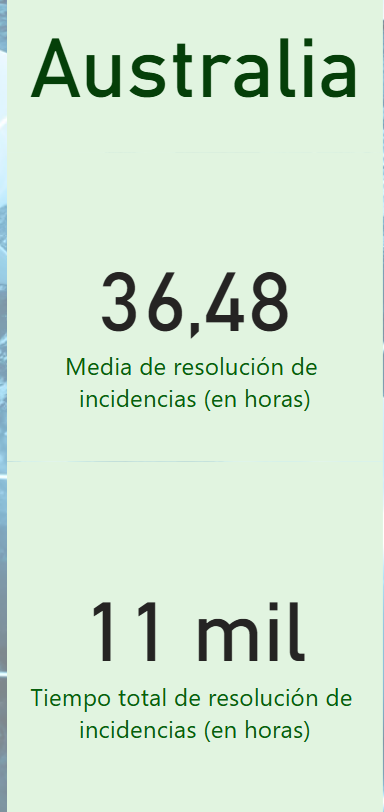 Australia
36,48
Media de resolución de
incidencias (en horas)
11 mil
Tiempo total de resolución de
incidencias (en horas)